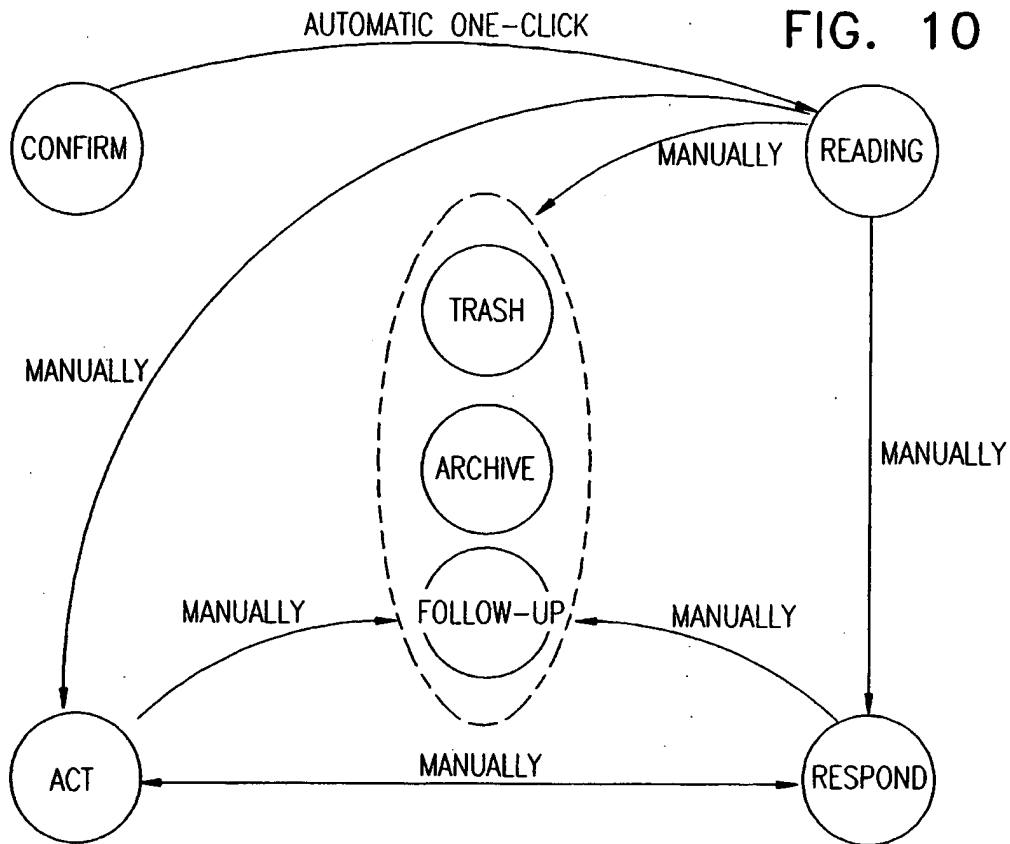 AUTOMATIC ONE-CLICK
FIG. 10
CONFIRM
MANUALLY
READING
TRASH
MANUALLY
ARCHIVE
MANUALLY
MANUALLY
FOLLOW-UP
MANUALLY
ACT
MANUALLY
RESPOND